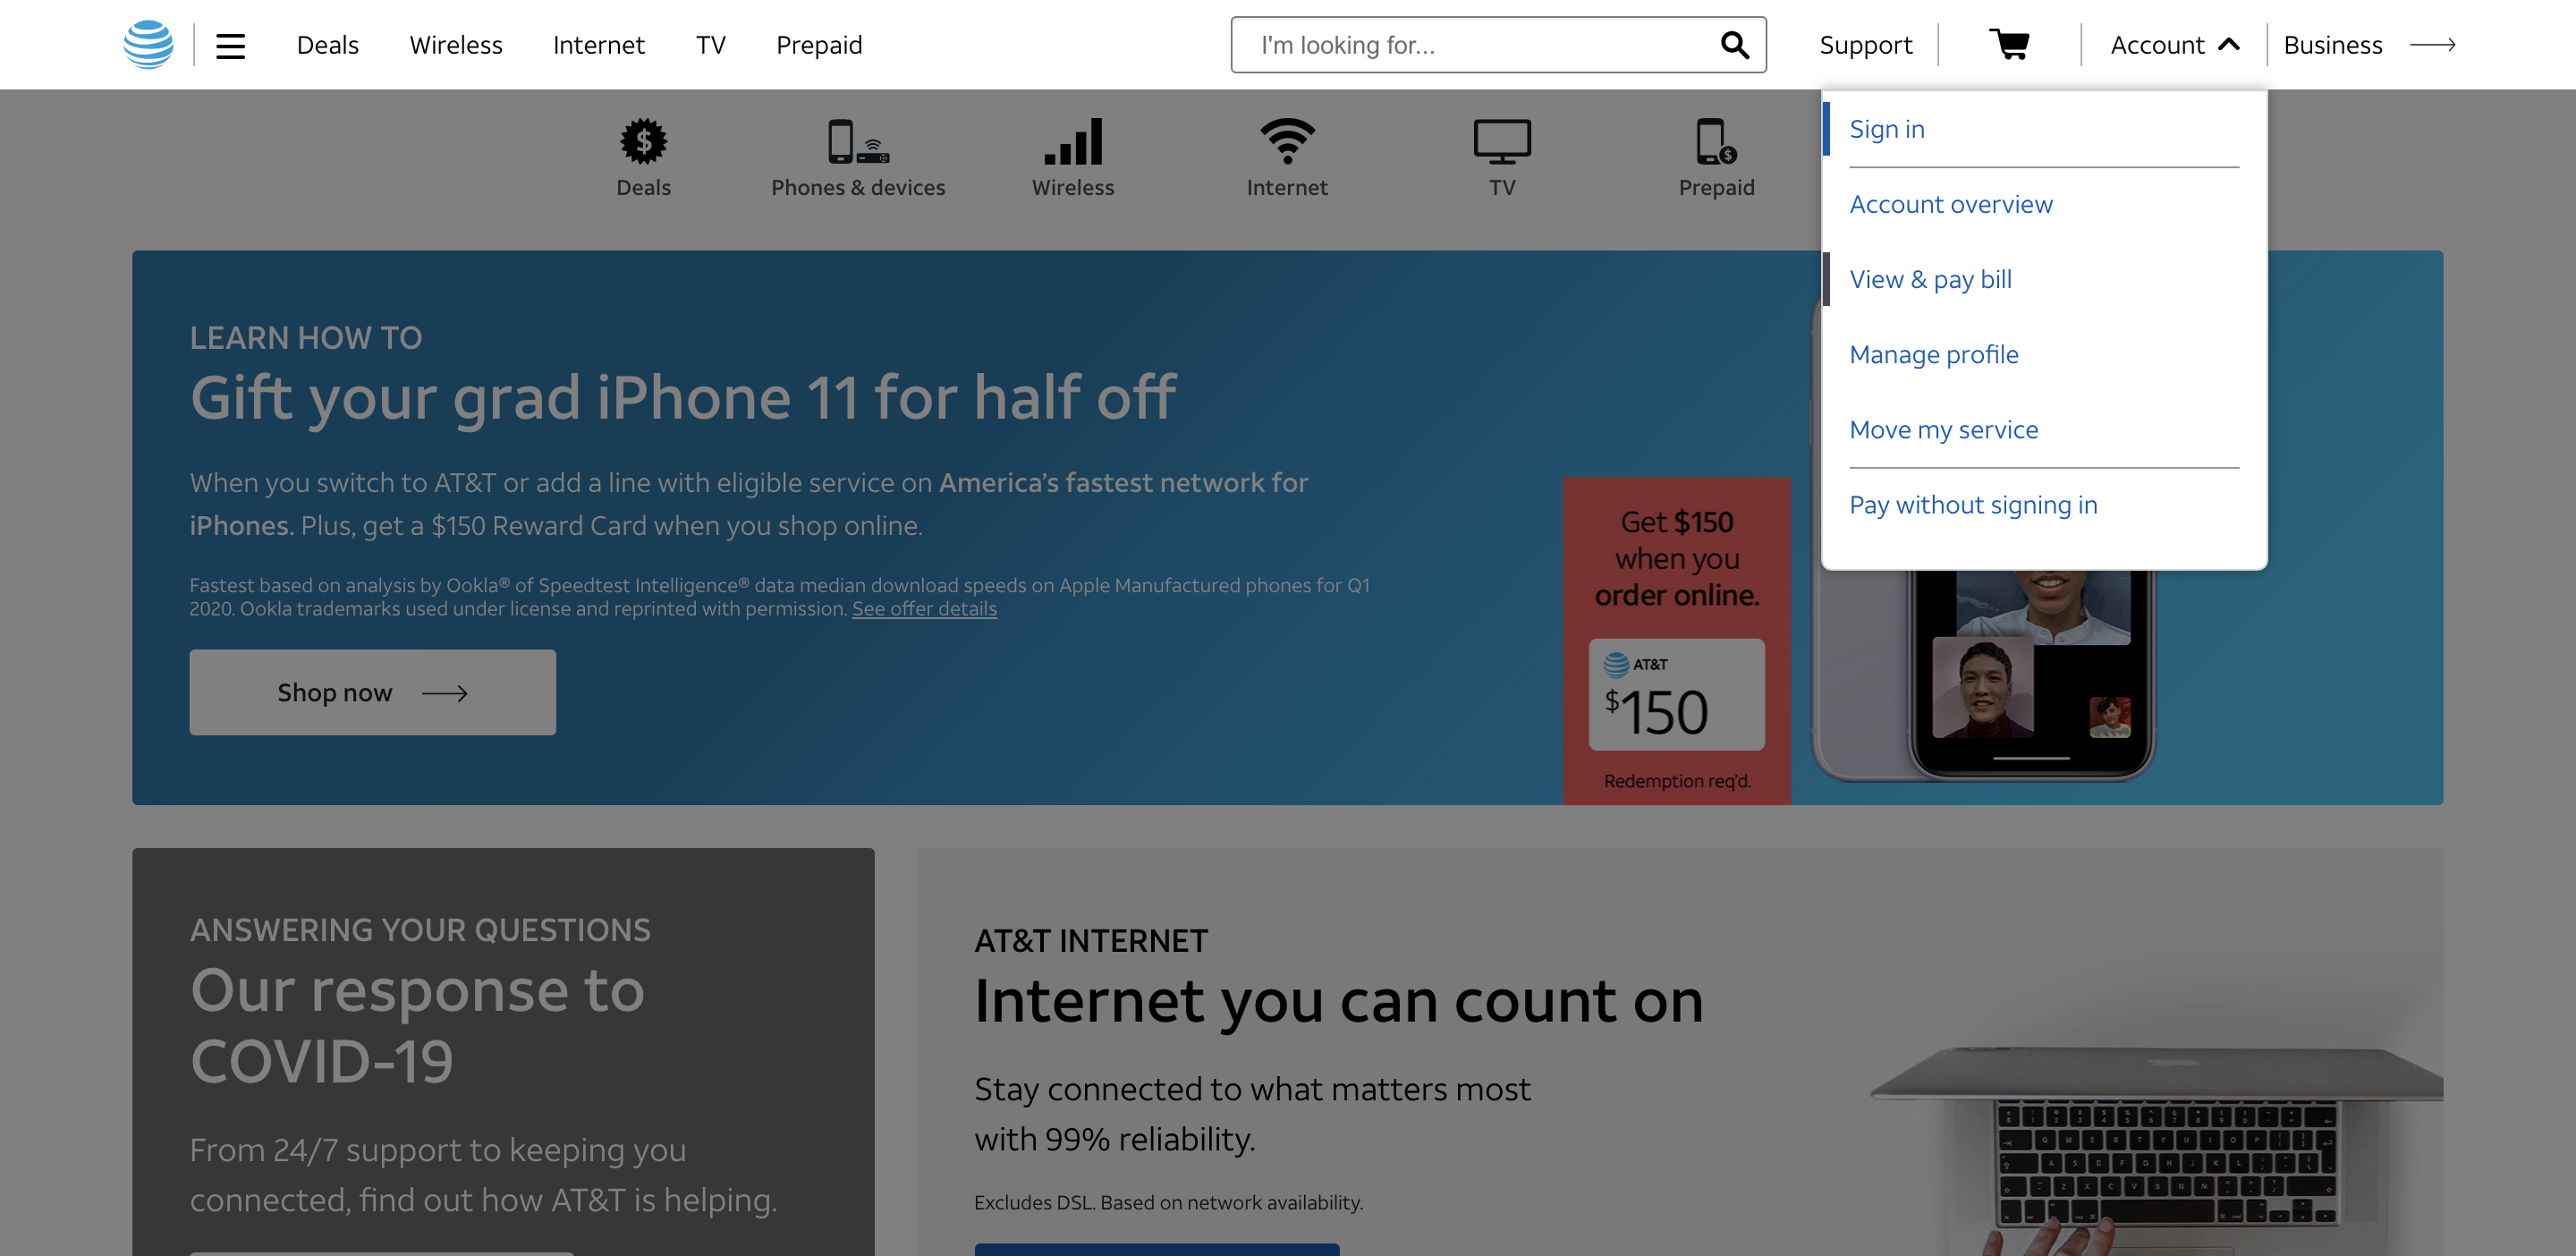 Deals
Wireless
Internet
TV
Prepaid
I'm looking for...
Support
Account
Business
Sign in
Account overview
View & pay bill
Manage profile
Move my service
Pay without signing in
Deals
Phones & devices
Wireless
Internet
TV
Prepaid
LEARN HOW TO
Gift your grad iPhone 11 for half off
When you switch to AT&T or add a line with eligible service on America’s fastest network for
iPhones. Plus, get a $150 Reward Card when you shop online.
Fastest based on analysis by Ookla® of Speedtest Intelligence® data median download speeds on Apple Manufactured phones for Q1
2020. Ookla trademarks used under license and reprinted with permission. See offer details
Shop now
Get $150
when you
order online.
AT&T
$150
Redemption req'd.
ANSWERING YOUR QUESTIONS
Our response to
COVID-19
From 24/7 support to keeping you
connected, find out how AT&T is helping.
AT&T INTERNET
Internet you can count on
Stay connected to what matters most
with 99% reliability.
Excludes DSL. Based on network availability.